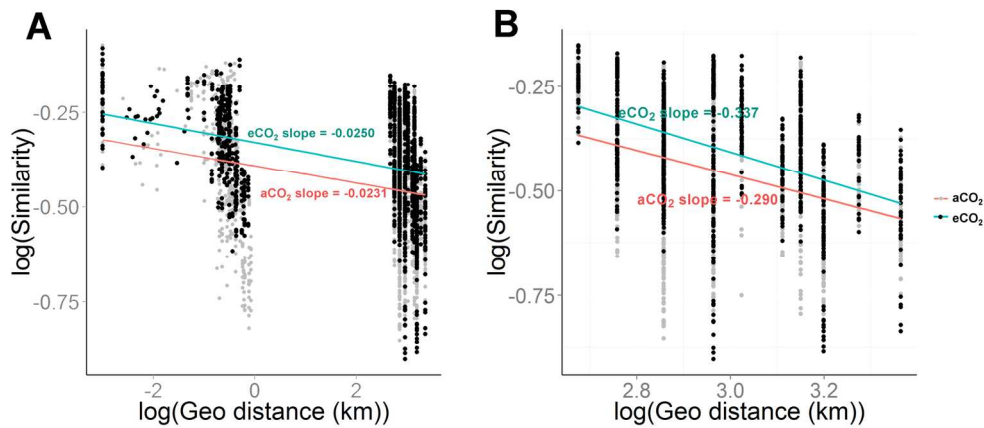 A
B
log(Similarity)
-0.25
-0.50
-0.75
eCO₂ slope = -0.0250
aCO₂ slope = -0.0231
-2
0
2
log(Geo distance (km))
log(Similarity)
-0.25
-0.50
-0.75
eCO₂ slope = -0.337
aCO₂ slope = -0.290
2.8
3.0
3.2
log(Geo distance (km))
aCO₂
eCO₂